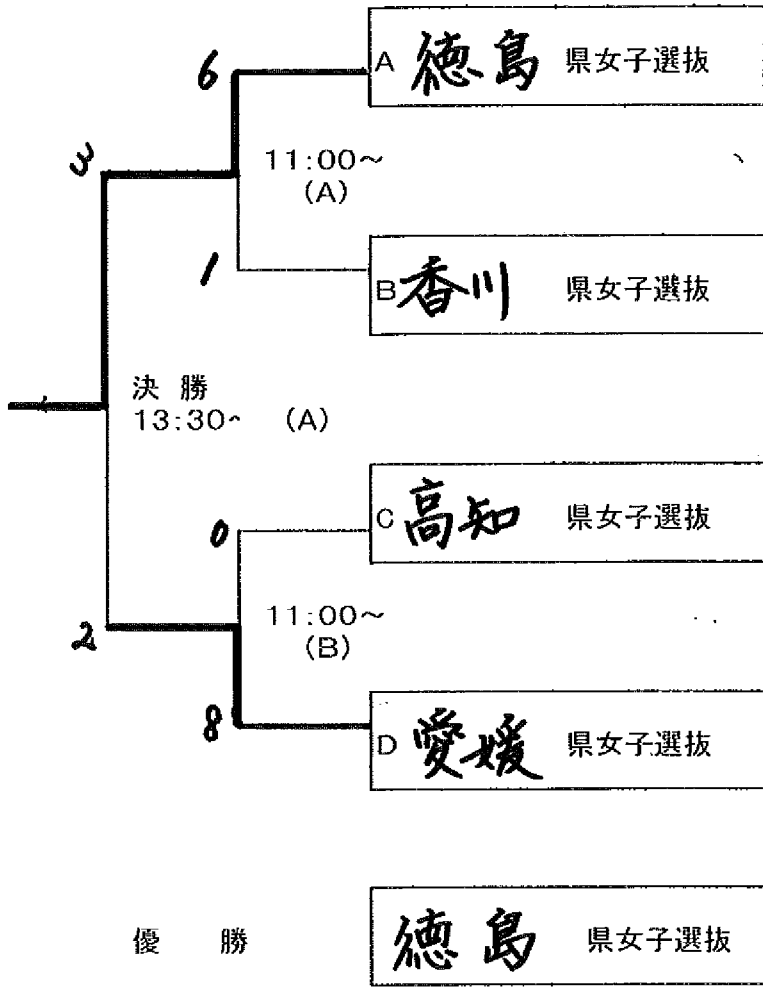 6
A 徳島 県女子選抜
3
11:00~
(A)
1
B 香川 県女子選抜
決 勝
13:30~ (A)
0
C 高知 県女子選抜
2
11:00~
(B)
8
D 愛媛 県女子選抜
優 勝 徳島 県女子選抜